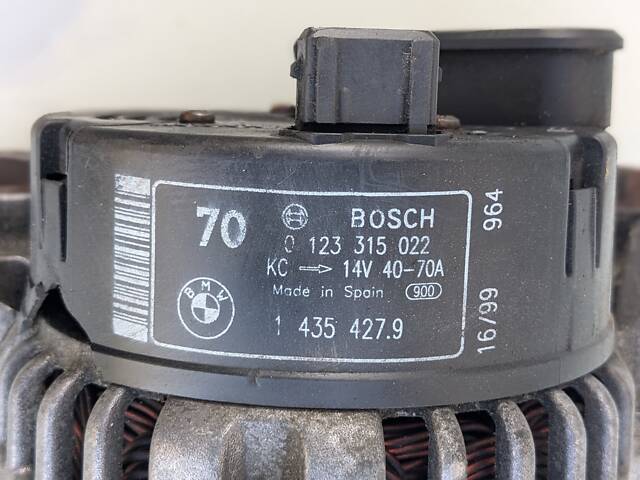 70 BOSCH
0 123 315 022
KC → 14V 40-70A
Made in Spain 900
BMW
1 435 427.9
16/99 964